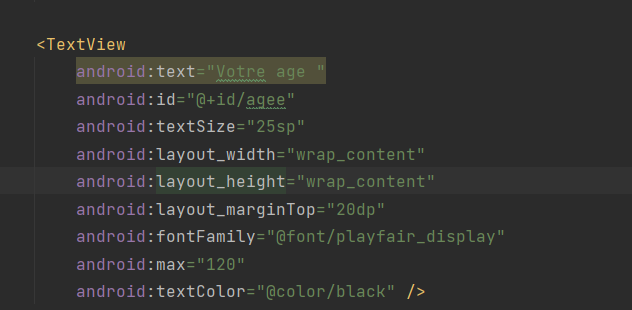 <TextView
android:text="Votre age "
android:id="@+id/agee"
android:textSize="25sp"
android:layout_width="wrap_content"
android:layout_height="wrap_content"
android:layout_marginTop="20dp"
android:fontFamily="@font/playfair_display"
android:max="120"
android:textColor="@color/black" />